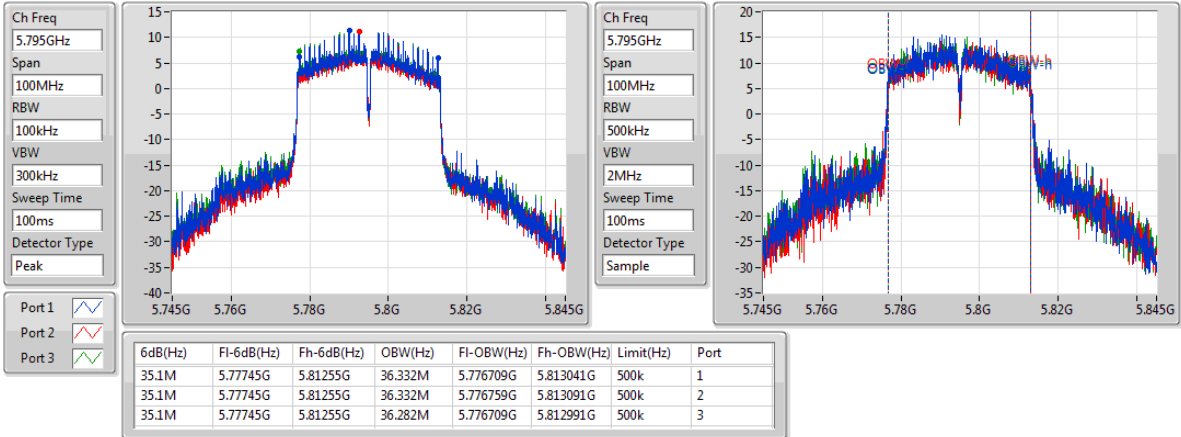 Ch Freq
5.795GHz
Span
100MHz
RBW
100kHz
VBW
300kHz
Sweep Time
100ms
Detector Type
Peak
Port 1
Port 2
Port 3
15
10
5
0
-5
-10
-15
-20
-25
-30
-35
-40
5.745G 5.76G 5.78G 5.8G 5.82G 5.845G
Ch Freq
5.795GHz
Span
100MHz
RBW
500kHz
VBW
2MHz
Sweep Time
100ms
Detector Type
Sample
20
15
10
5
0
-5
-10
-15
-20
-25
-30
-35
5.745G 5.76G 5.78G 5.8G 5.82G 5.845G
6dB(Hz) Fl-6dB(Hz) Fh-6dB(Hz) OBW(Hz) Fl-OBW(Hz) Fh-OBW(Hz) Limit(Hz) Port
35.1M 5.77745G 5.81255G 36.332M 5.776709G 5.813041G 500k 1
35.1M 5.77745G 5.81255G 36.332M 5.776759G 5.813091G 500k 2
35.1M 5.77745G 5.81255G 36.282M 5.776709G 5.812991G 500k 3